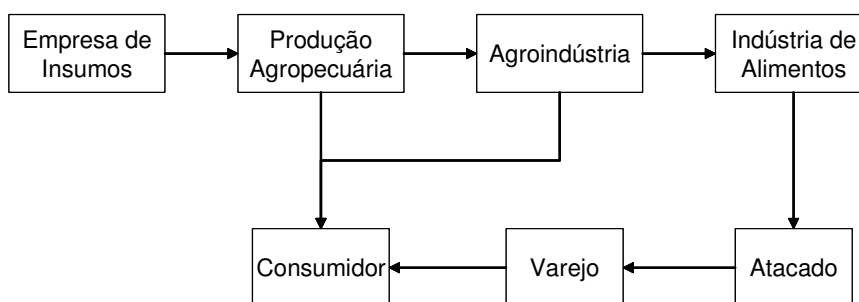 Empresa de
Insumos
Produção
Agropecuária
Agroindústria
Indústria de
Alimentos
Consumidor
Varejo
Atacado